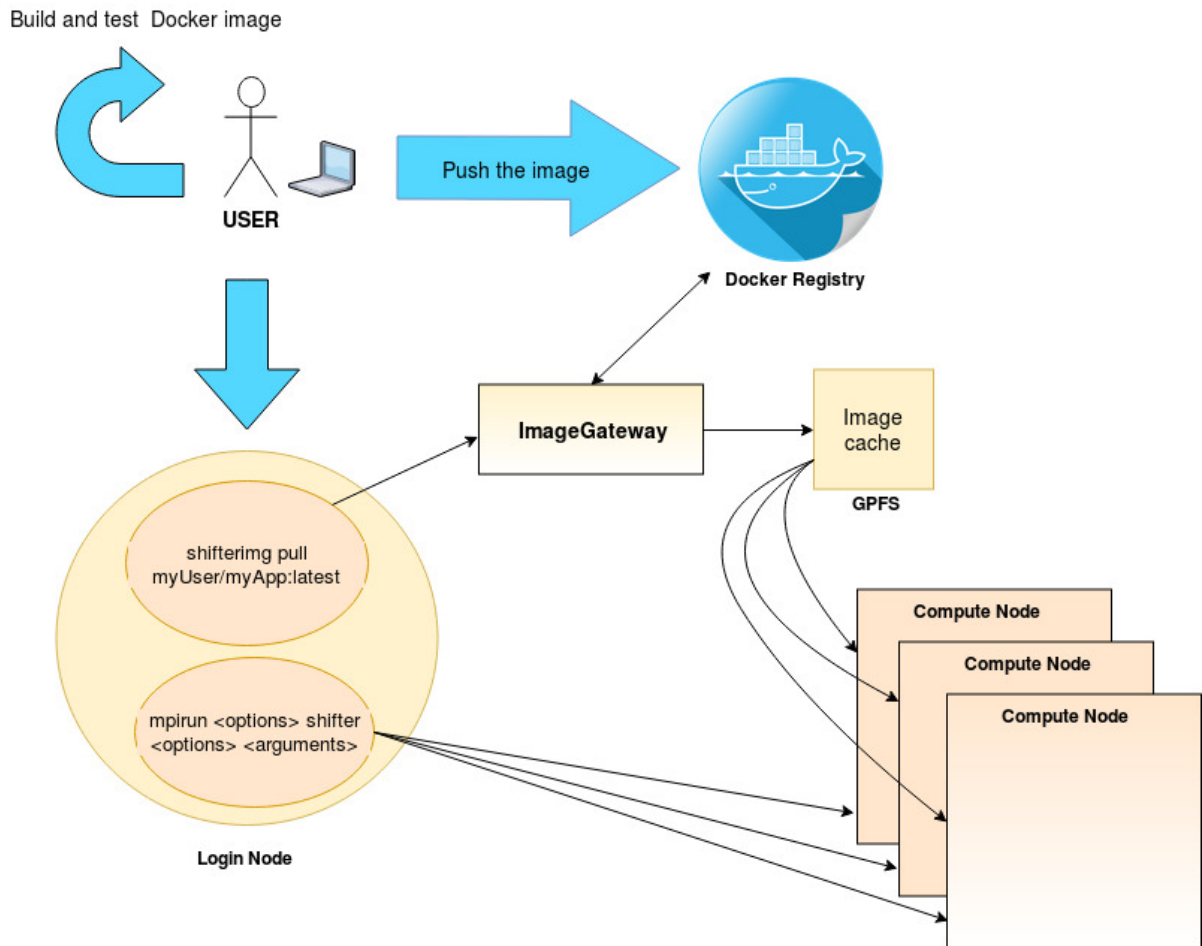 Build and test  Docker image
USER
Push the image
Docker Registry
ImageGateway
Image
cache
GPFS
shifterimg pull
myUser/myApp:latest
mpirun <options> shifter
<options> <arguments>
Login Node
Compute Node
Compute Node
Compute Node